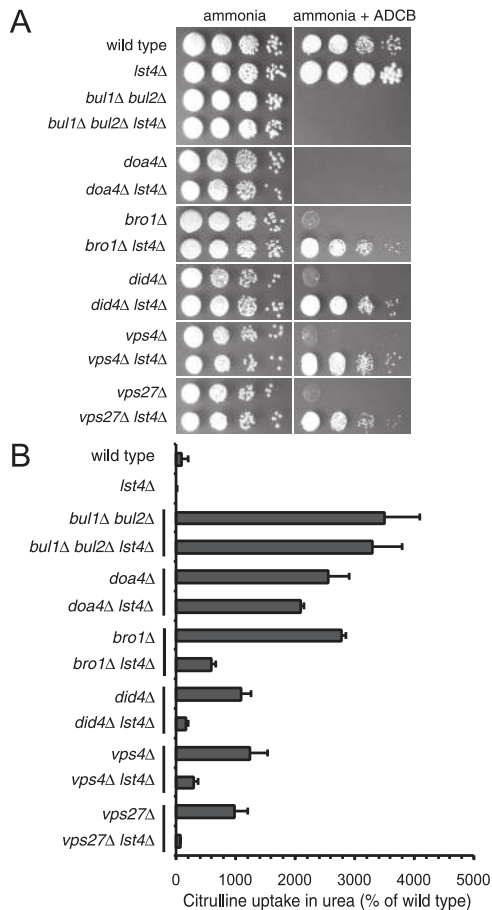 A
ammonia ammonia + ADCB
wild type
lst4Δ
bul1Δ bul2Δ
bul1Δ bul2Δ lst4Δ
doa4Δ
doa4Δ lst4Δ
bro1Δ
bro1Δ lst4Δ
did4Δ
did4Δ lst4Δ
vps4Δ
vps4Δ lst4Δ
vps27Δ
vps27Δ lst4Δ
B
wild type
lst4Δ
bul1Δ bul2Δ
bul1Δ bul2Δ lst4Δ
doa4Δ
doa4Δ lst4Δ
bro1Δ
bro1Δ lst4Δ
did4Δ
did4Δ lst4Δ
vps4Δ
vps4Δ lst4Δ
vps27Δ
vps27Δ lst4Δ
0 1000 2000 3000 4000 5000
Citrulline uptake in urea (% of wild type)